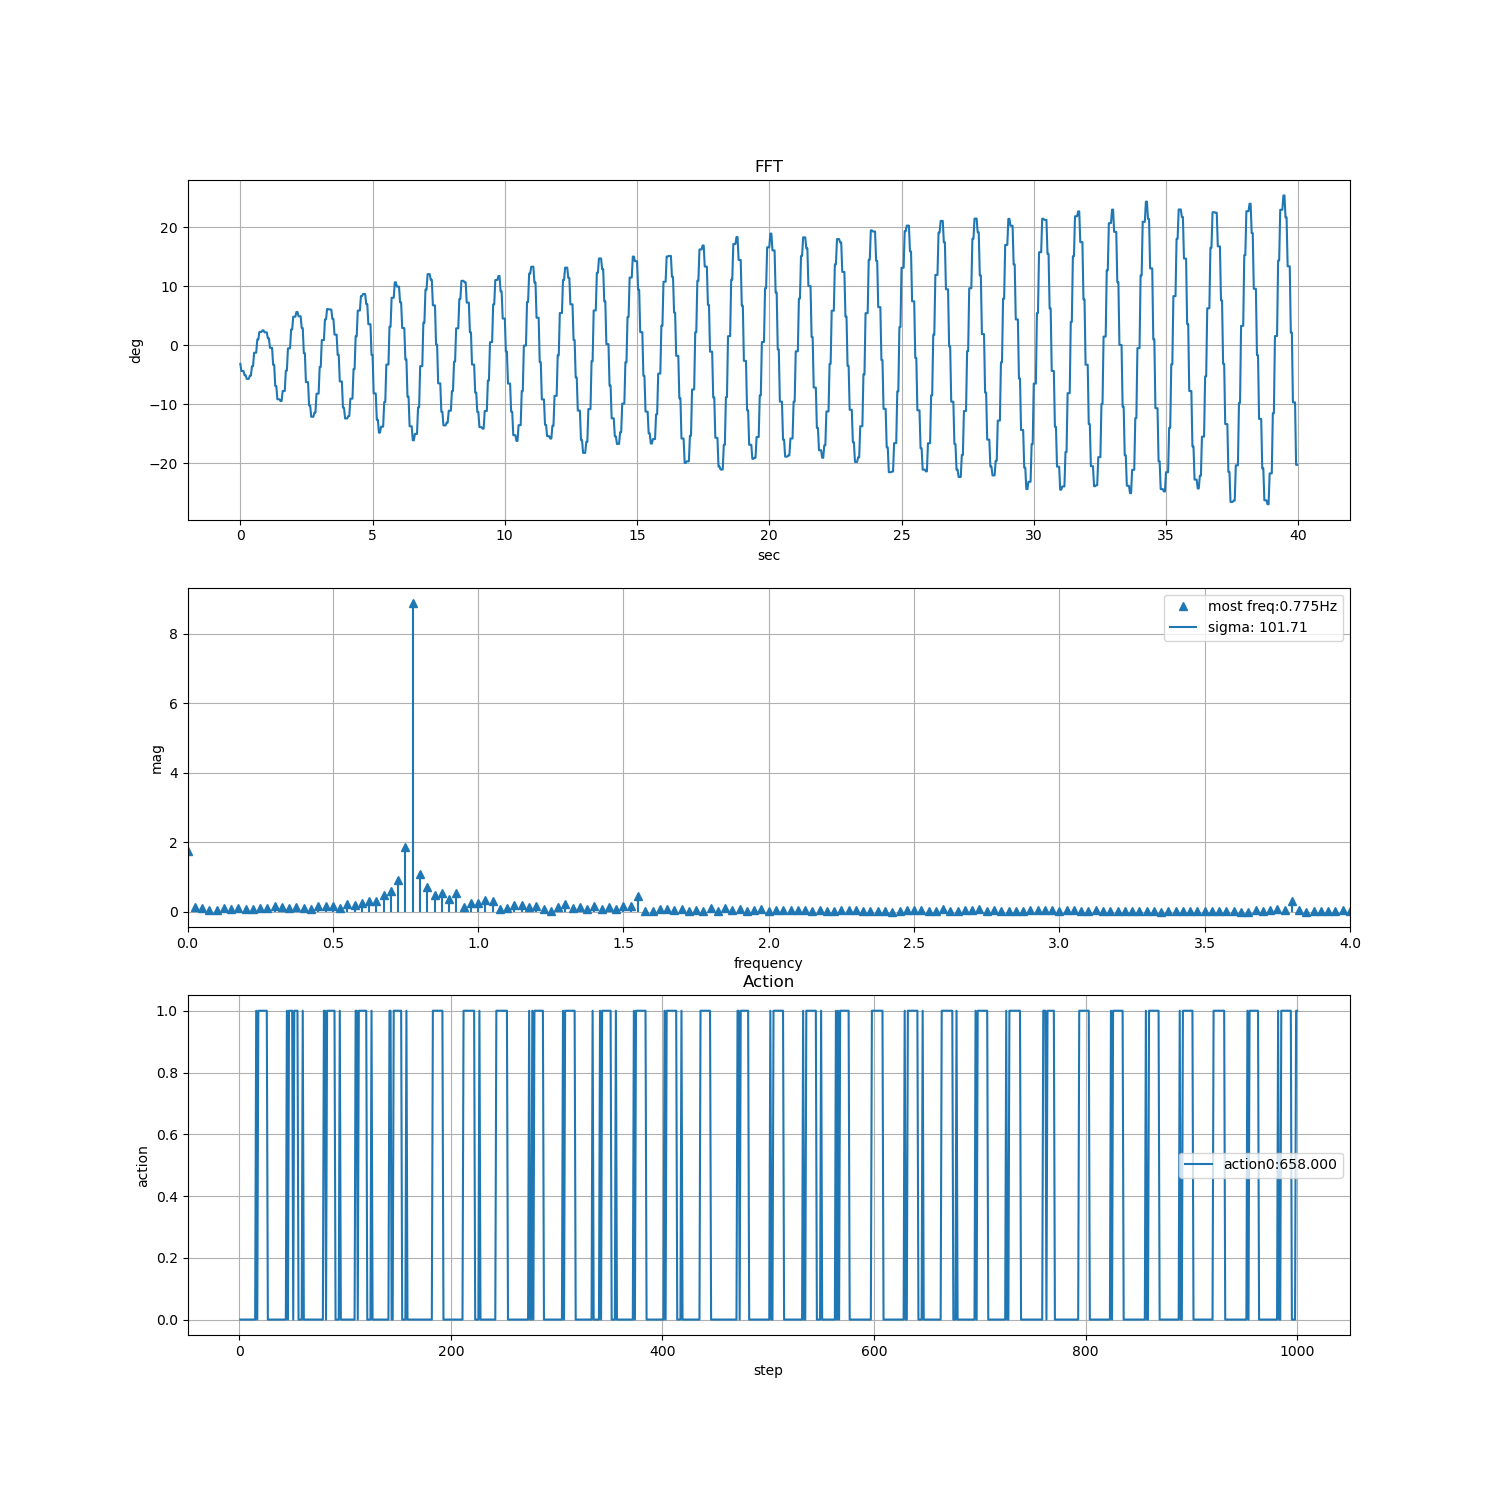 FFT
20
10
0
−10
−20
deg
0 5 10 15 20 25 30 35 40
sec
most freq:0.775Hz
sigma: 101.71
8
6
4
2
0
mag
0.0 0.5 1.0 1.5 2.0 2.5 3.0 3.5 4.0
frequency
Action
1.0
0.8
0.6
0.4
0.2
0.0
action
action0:658.000
0 200 400 600 800 1000
step